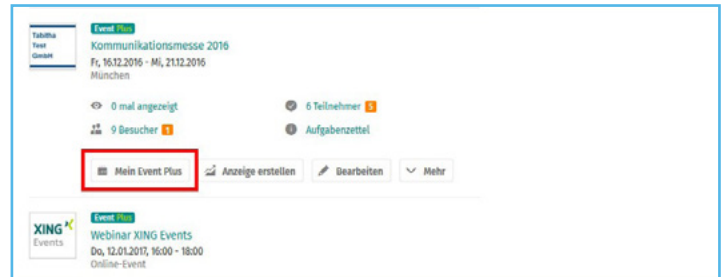 Tabitha
Test
GmbH
Event Plus
Kommunikationsmesse 2016
Fr, 16.12.2016 - Mi, 21.12.2016
München
0 mal angezeigt
6 Teilnehmer 5
9 Besucher 1
Aufgabenzettel
Mein Event Plus
Anzeige erstellen
Bearbeiten
Mehr
XING
Events
Event Plus
Webinar XING Events
Do, 12.01.2017, 16:00 - 18:00
Online-Event